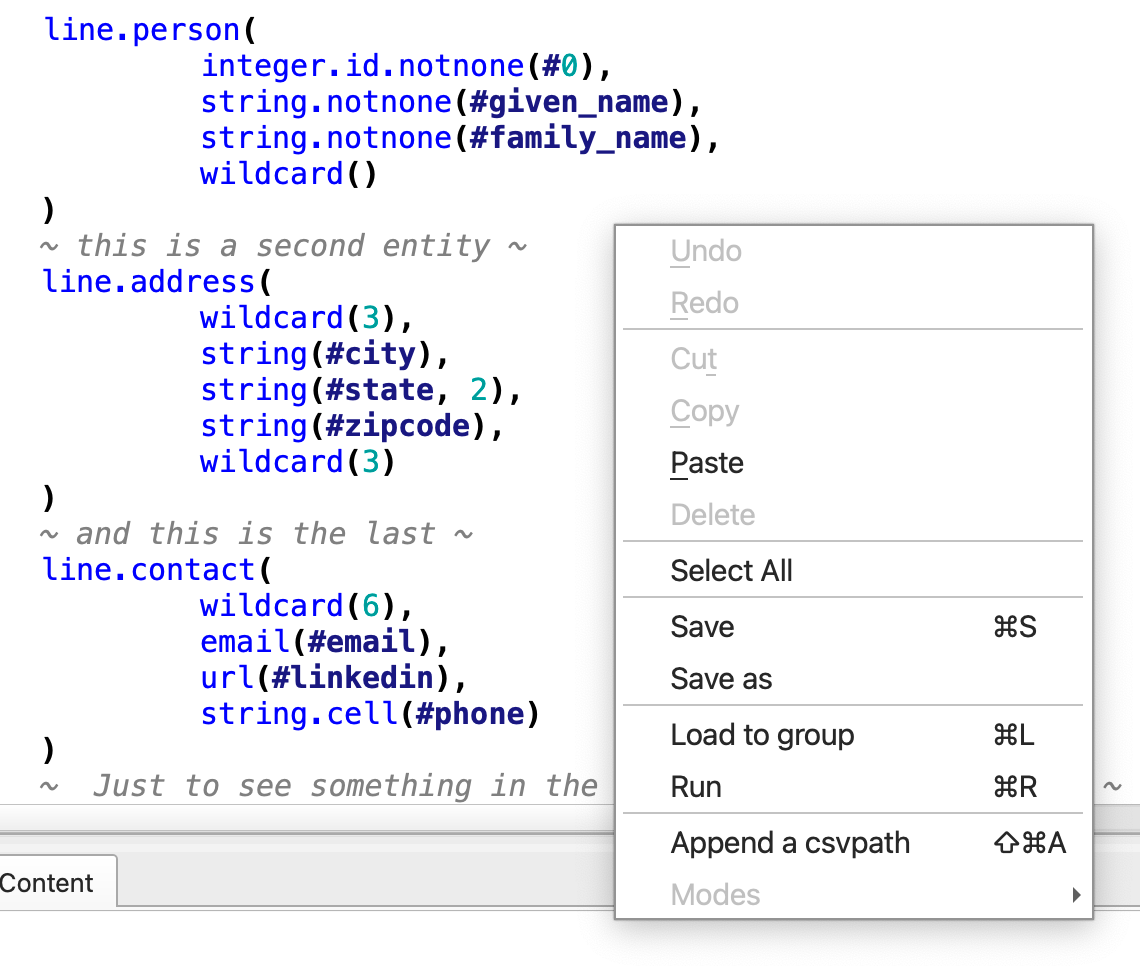 line.person(
integer.id.notnone(#0),
string.notnone(#given_name),
string.notnone(#family_name),
wildcard()
)
~ this is a second entity ~
line.address(
wildcard(3),
string(#city),
string(#state, 2),
string(#zipcode),
wildcard(3)
)
~ and this is the last ~
line.contact(
wildcard(6),
email(#email),
url(#linkedin),
string.cell(#phone)
)
~ Just to see something in the ~
Content
Undo
Redo
Cut
Copy
Paste
Delete
Select All
Save ⌘S
Save as
Load to group ⌘L
Run ⌘R
Append a csvpath ⇧⌘A
Modes